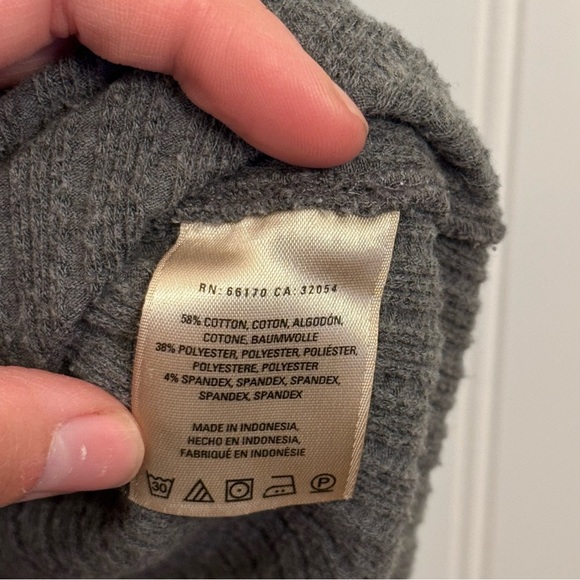 RN: 66170 CA: 32054
58% COTTON, COTON, ALGODÓN,
COTONE, BAUMWOLLE
38% POLYESTER, POLYESTER, POLIÉSTER,
POLYESTERE, POLYESTER
4% SPANDEX, SPANDEX, SPANDEX,
SPANDEX, SPANDEX
MADE IN INDONESIA,
HECHO EN INDONESIA,
FABRIQUÉ EN INDONÉSIE
30 P